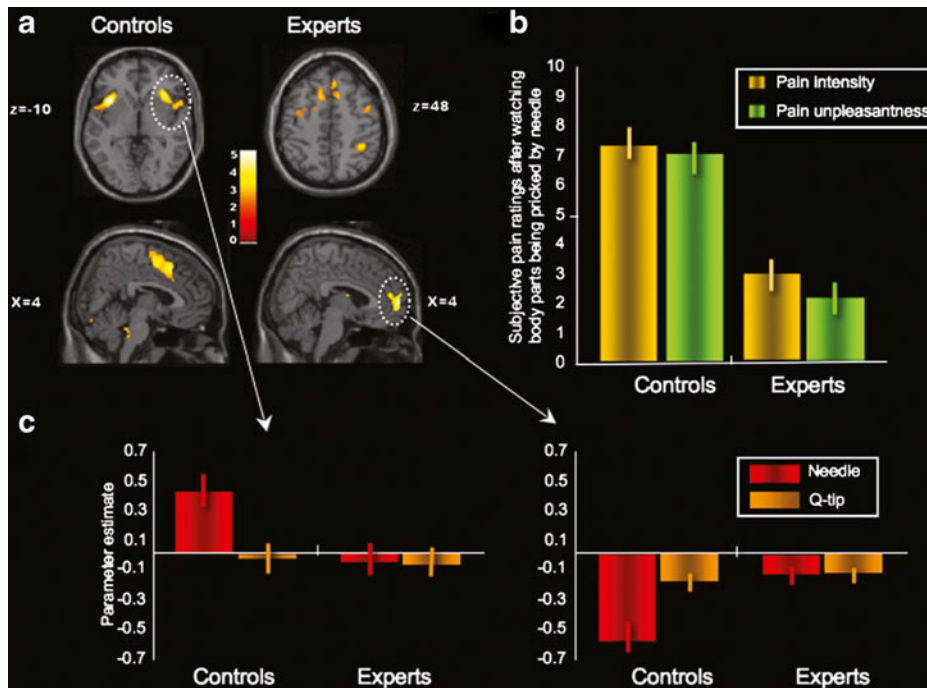 a
Controls
Experts
z=-10
z=48
5
4
3
2
1
0
X=4
X=4
b
Pain intensity
Pain unpleasantness
Subjective pain ratings after watching
body parts being pricked by needle
10
9
8
7
6
5
4
3
2
1
0
Controls
Experts
c
Parameter estimate
0.7
0.5
0.3
0.1
-0.1
-0.3
-0.5
-0.7
Controls
Experts
0.7
0.5
0.3
0.1
-0.1
-0.3
-0.5
-0.7
Needle
Q-tip
Controls
Experts